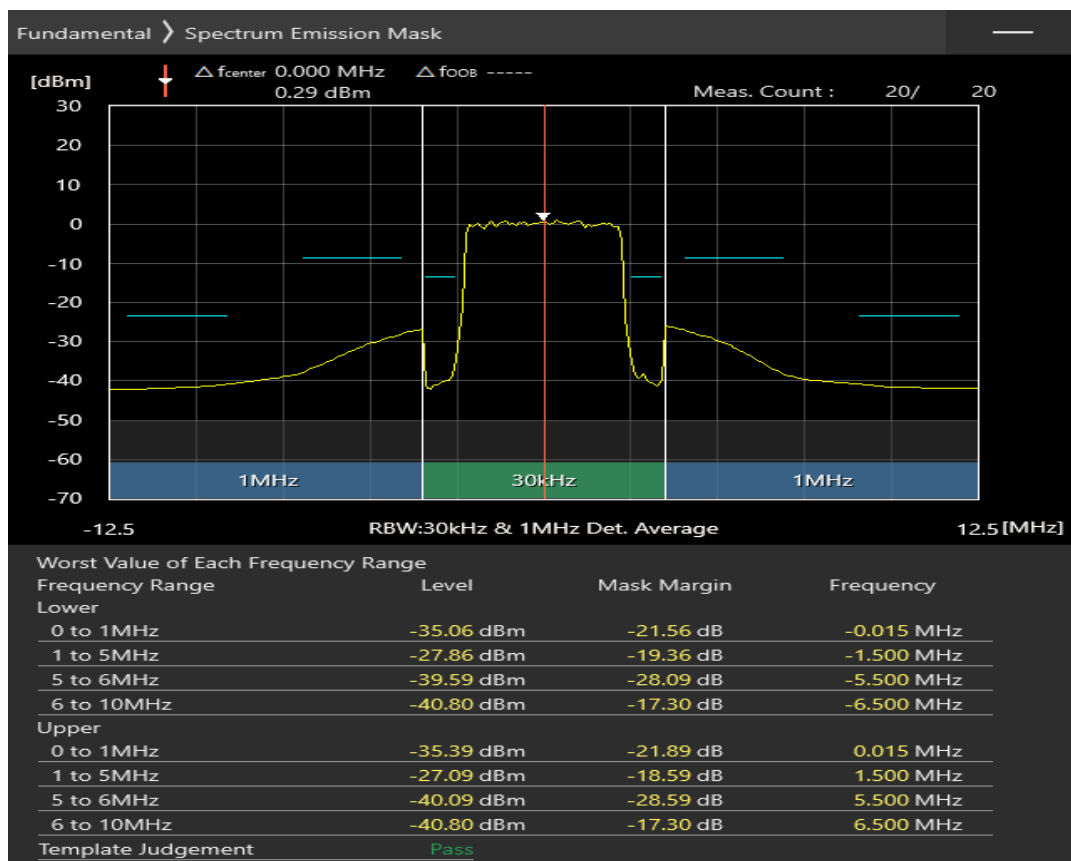 Fundamental ❯ Spectrum Emission Mask
[dBm]
△ fcenter 0.000 MHz △ fOOB -----
0.29 dBm
Meas. Count : 20/ 20
30
20
10
0
-10
-20
-30
-40
-50
-60
-70
1MHz 30kHz 1MHz
-12.5 RBW:30kHz & 1MHz Det. Average 12.5 [MHz]
Worst Value of Each Frequency Range
Frequency Range Level Mask Margin Frequency
Lower
0 to 1MHz -35.06 dBm -21.56 dB -0.015 MHz
1 to 5MHz -27.86 dBm -19.36 dB -1.500 MHz
5 to 6MHz -39.59 dBm -28.09 dB -5.500 MHz
6 to 10MHz -40.80 dBm -17.30 dB -6.500 MHz
Upper
0 to 1MHz -35.39 dBm -21.89 dB 0.015 MHz
1 to 5MHz -27.09 dBm -18.59 dB 1.500 MHz
5 to 6MHz -40.09 dBm -28.59 dB 5.500 MHz
6 to 10MHz -40.80 dBm -17.30 dB 6.500 MHz
Template Judgement Pass